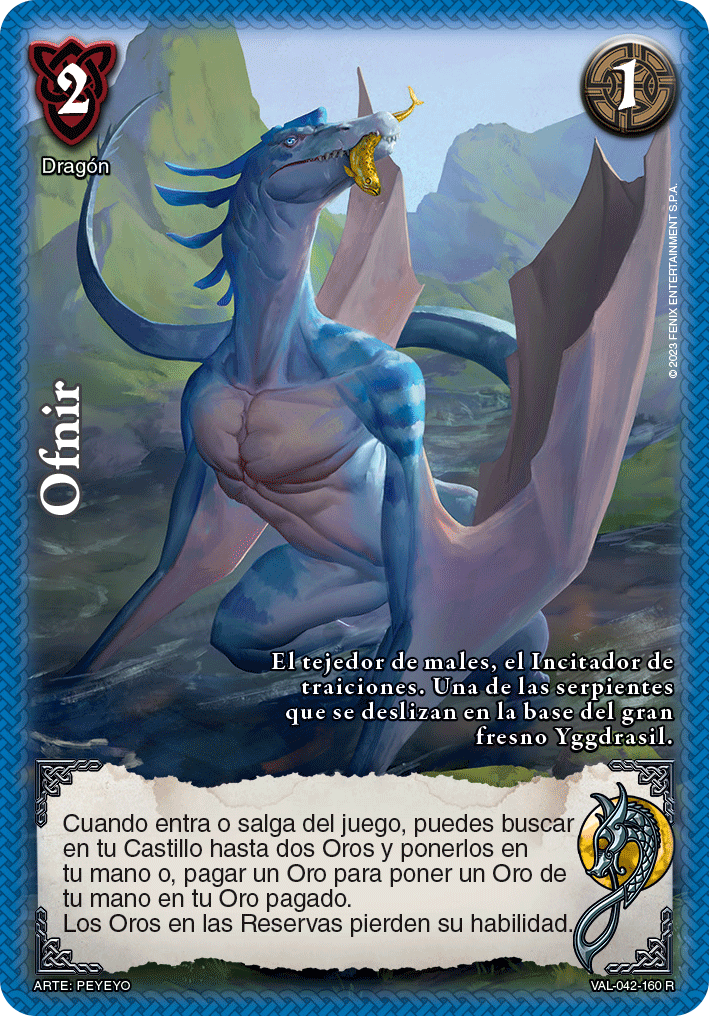 2
1
Dragón
© 2023 FENIX ENTERTAINMENT S.P.A.
Ofnir
El tejedor de males, el Incitador de
traiciones. Una de las serpientes
que se deslizan en la base del gran
fresno Yggdrasil.
Cuando entra o salga del juego, puedes buscar
en tu Castillo hasta dos Oros y ponerlos en
tu mano o, pagar un Oro para poner un Oro de
tu mano en tu Oro pagado.
Los Oros en las Reservas pierden su habilidad.
ARTE: PEYEYO
VAL-042-160 R